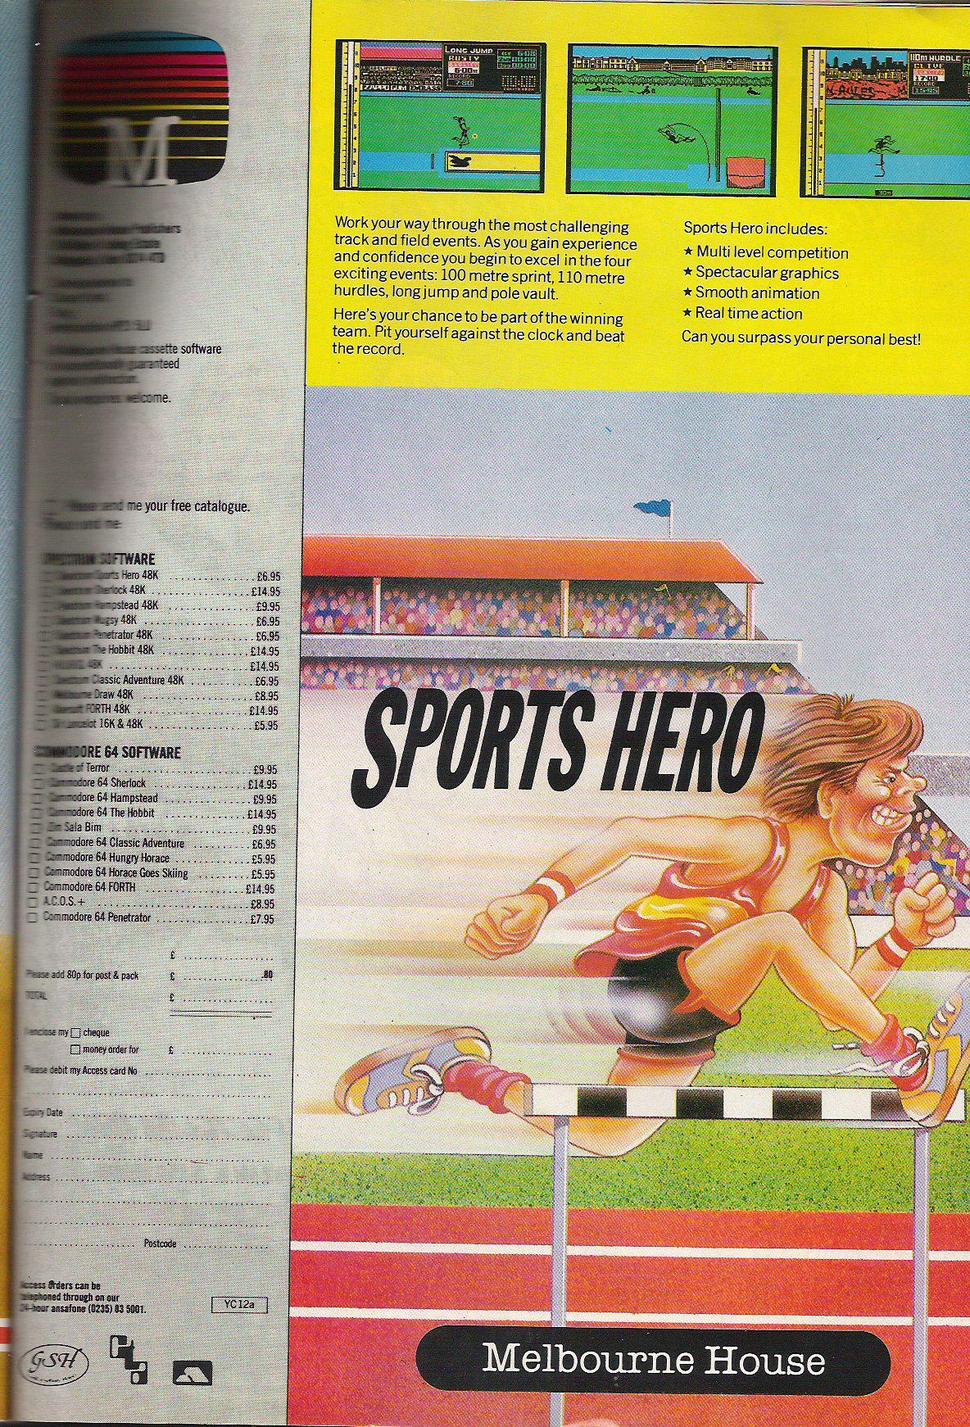 M
Publishers
cassette software
guaranteed
welcome.
me your free catalogue.
me:
SOFTWARE
Sports Hero 48K £6.95
Sherlock 48K £14.95
Hampstead 48K £9.95
Mugsy 48K £6.95
Penetrator 48K £6.95
The Hobbit 48K £14.95
48K £14.95
Classic Adventure 48K £6.95
Draw 48K £8.95
FORTH 48K £14.95
16K & 48K £5.95
COMMODORE 64 SOFTWARE
of Terror £9.95
Commodore 64 Sherlock £14.95
Commodore 64 Hampstead £9.95
Commodore 64 The Hobbit £14.95
Sala Bim £9.95
Commodore 64 Classic Adventure £6.95
Commodore 64 Hungry Horace £5.95
Commodore 64 Horace Goes Skiing £5.95
Commodore 64 FORTH £14.95
A.C.O.S.+ £8.95
Commodore 64 Penetrator £7.95
£
Please add 80p for post & pack £ .80
TOTAL £
I enclose my □ cheque
□ money order for £
Please debit my Access card No
Expiry Date
Signature
Name
Address
Postcode
Access Orders can be
telephoned through on our
24-hour ansafone (0235) 83 5001.
YC12a
GSH
LONG JUMP
RUSTY
110M HURDLE
CLIVE
Work your way through the most challenging
track and field events. As you gain experience
and confidence you begin to excel in the four
exciting events: 100 metre sprint, 110 metre
hurdles, long jump and pole vault.
Here's your chance to be part of the winning
team. Pit yourself against the clock and beat
the record.
Sports Hero includes:
★ Multi level competition
★ Spectacular graphics
★ Smooth animation
★ Real time action
Can you surpass your personal best!
SPORTS HERO
Melbourne House